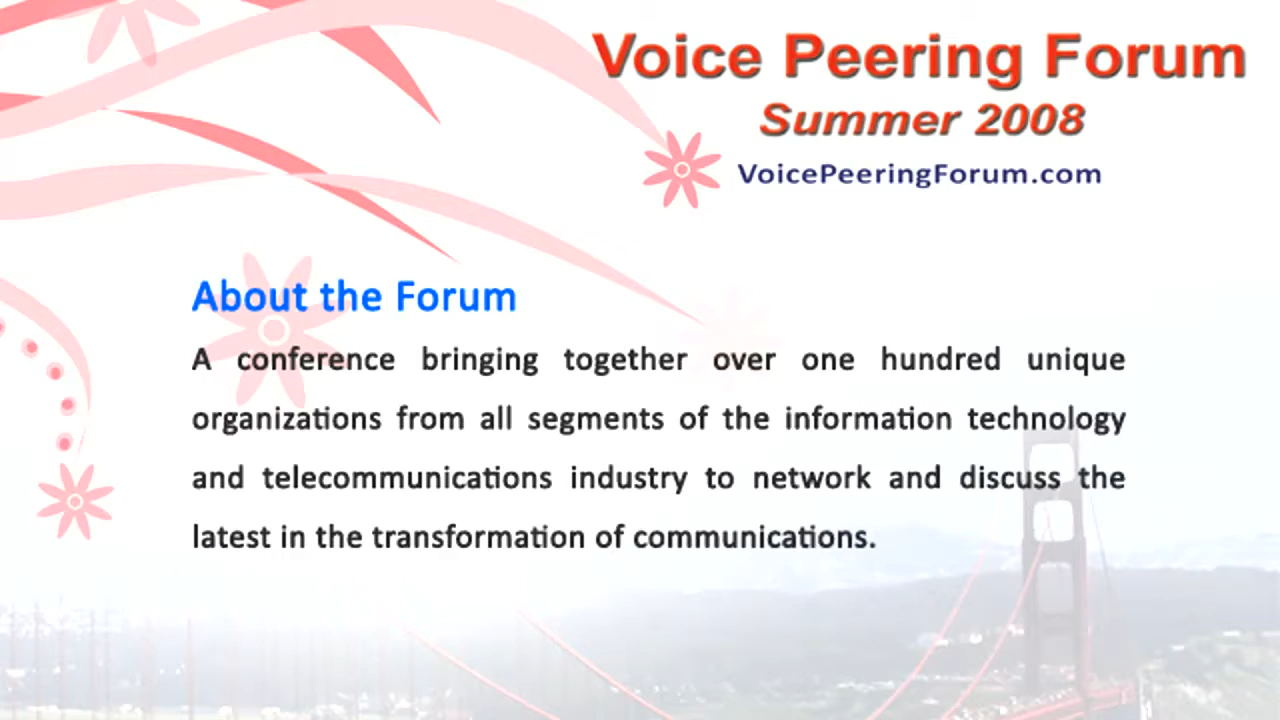 Voice Peering Forum
Summer 2008
VoicePeeringForum.com
About the Forum
A conference bringing together over one hundred unique
organizations from all segments of the information technology
and telecommunications industry to network and discuss the
latest in the transformation of communications.